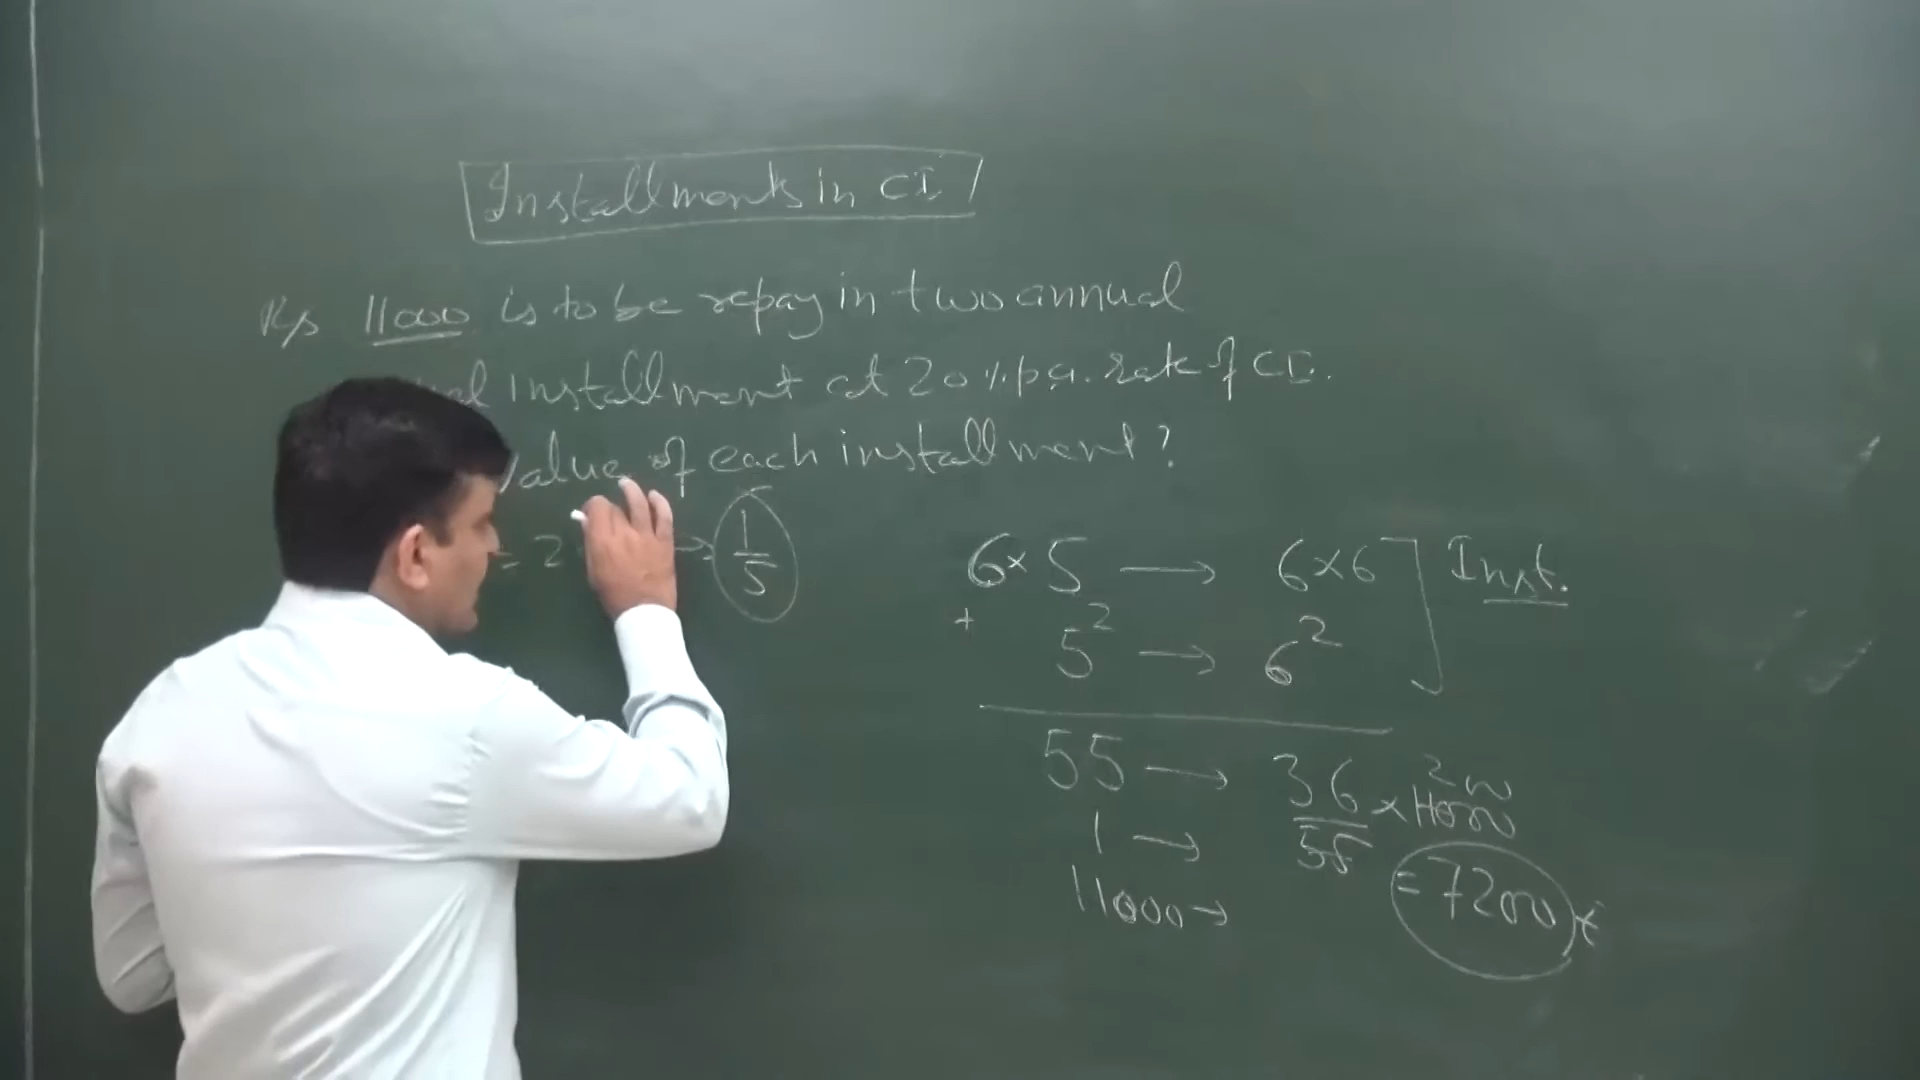 Installments in CI
Rs 11000 is to be repay in two annual
installment at 20% p.a. rate of CI.
value of each installment?
= 2 → 1/5
6 × 5 → 6 × 6 ] Inst.
+ 5² → 6²
55 → 36/55 × 11000 200
1 →
11000 → = 7200